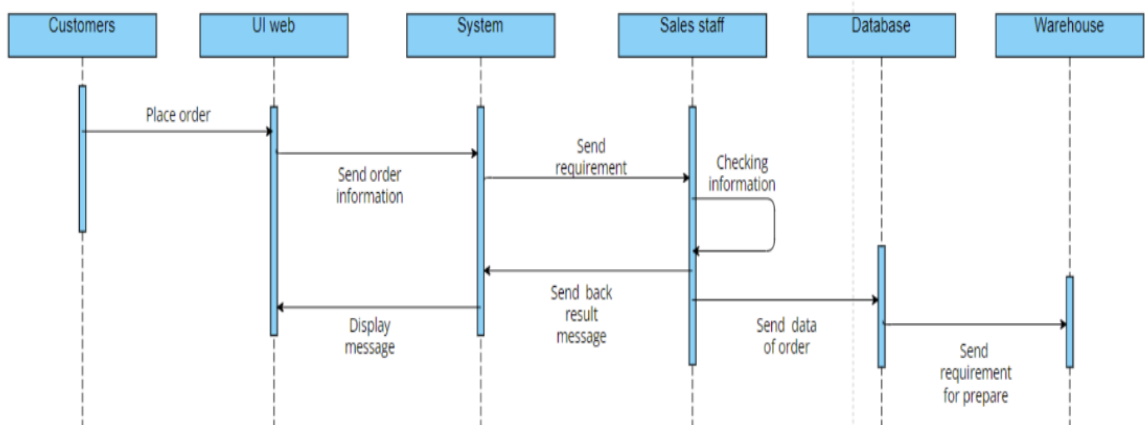 Customers
UI web
System
Sales staff
Database
Warehouse
Place order
Send order
information
Send
requirement
Checking
information
Send back
result
message
Display
message
Send data
of order
Send
requirement
for prepare